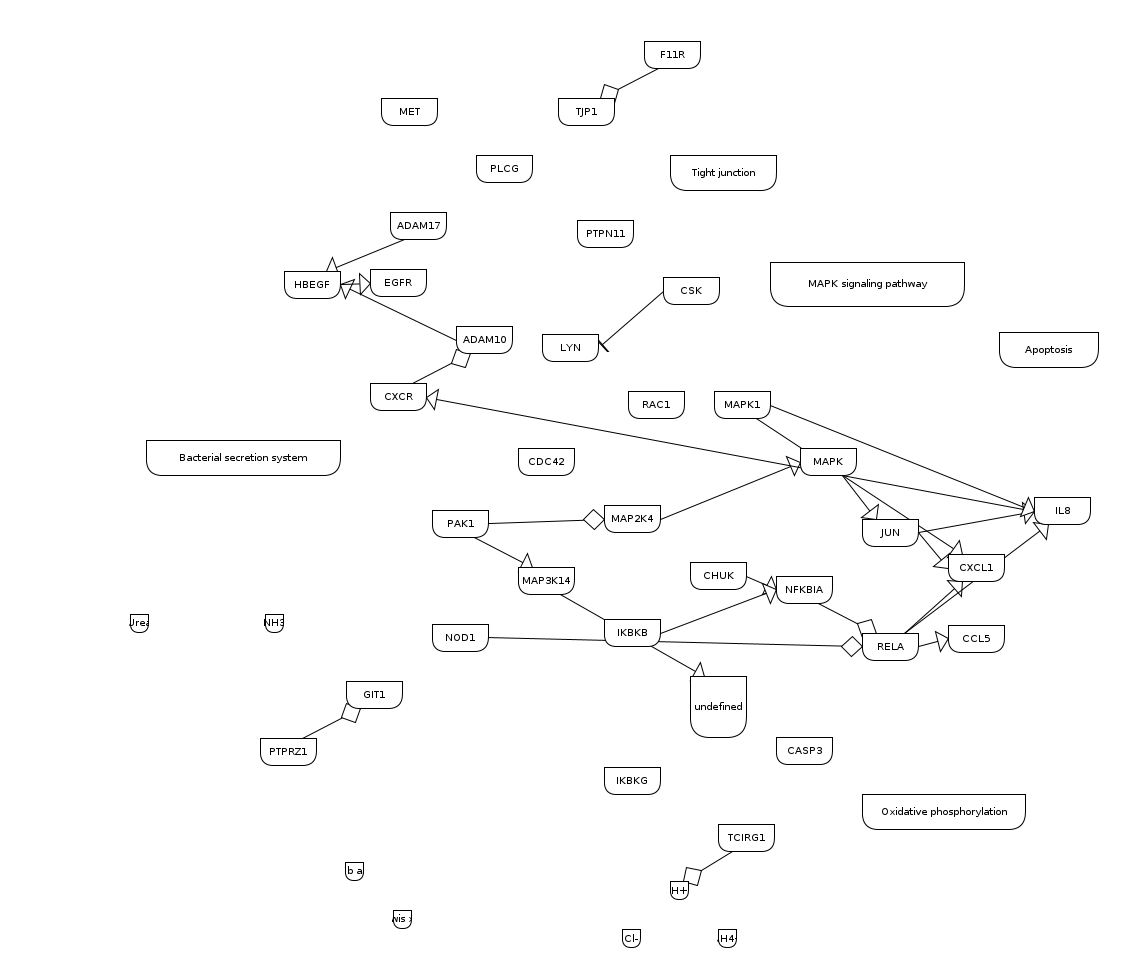 F11R
MET
TJP1
PLCG
Tight junction
ADAM17
PTPN11
HBEGF
EGFR
CSK
MAPK signaling pathway
ADAM10
LYN
Apoptosis
CXCR
RAC1
MAPK1
Bacterial secretion system
CDC42
MAPK
PAK1
MAP2K4
IL8
JUN
MAP3K14
CHUK
NFKBIA
CXCL1
Urea
NH3
NOD1
IKBKB
RELA
CCL5
GIT1
undefined
PTPRZ1
CASP3
IKBKG
Oxidative phosphorylation
TCIRG1
b a
H+
wis
Cl-
H4